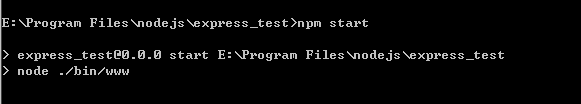 E:\Program Files\nodejs\express_test>npm start
> express_test@0.0.0 start E:\Program Files\nodejs\express_test
> node ./bin/www